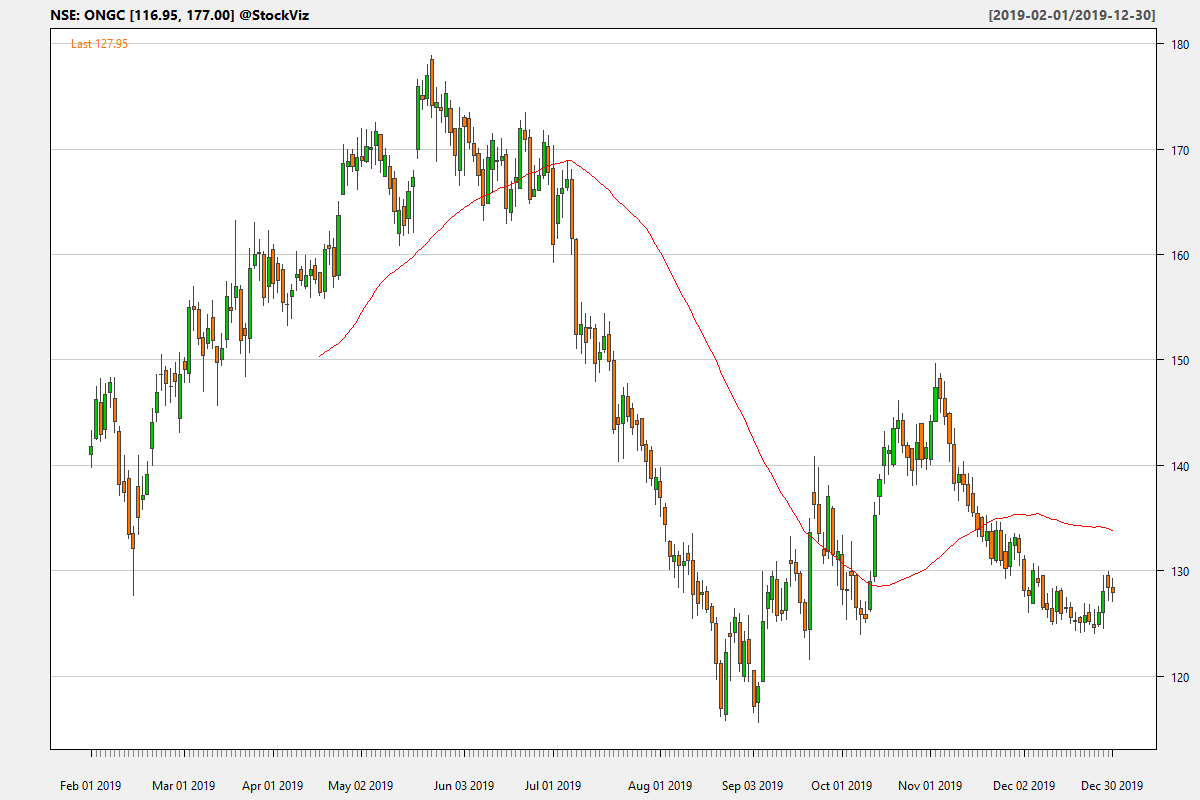 NSE: ONGC [116.95, 177.00] @StockViz
[2019-02-01/2019-12-30]
Last 127.95
180
170
160
150
140
130
120
Feb 01 2019
Mar 01 2019
Apr 01 2019
May 02 2019
Jun 03 2019
Jul 01 2019
Aug 01 2019
Sep 03 2019
Oct 01 2019
Nov 01 2019
Dec 02 2019
Dec 30 2019